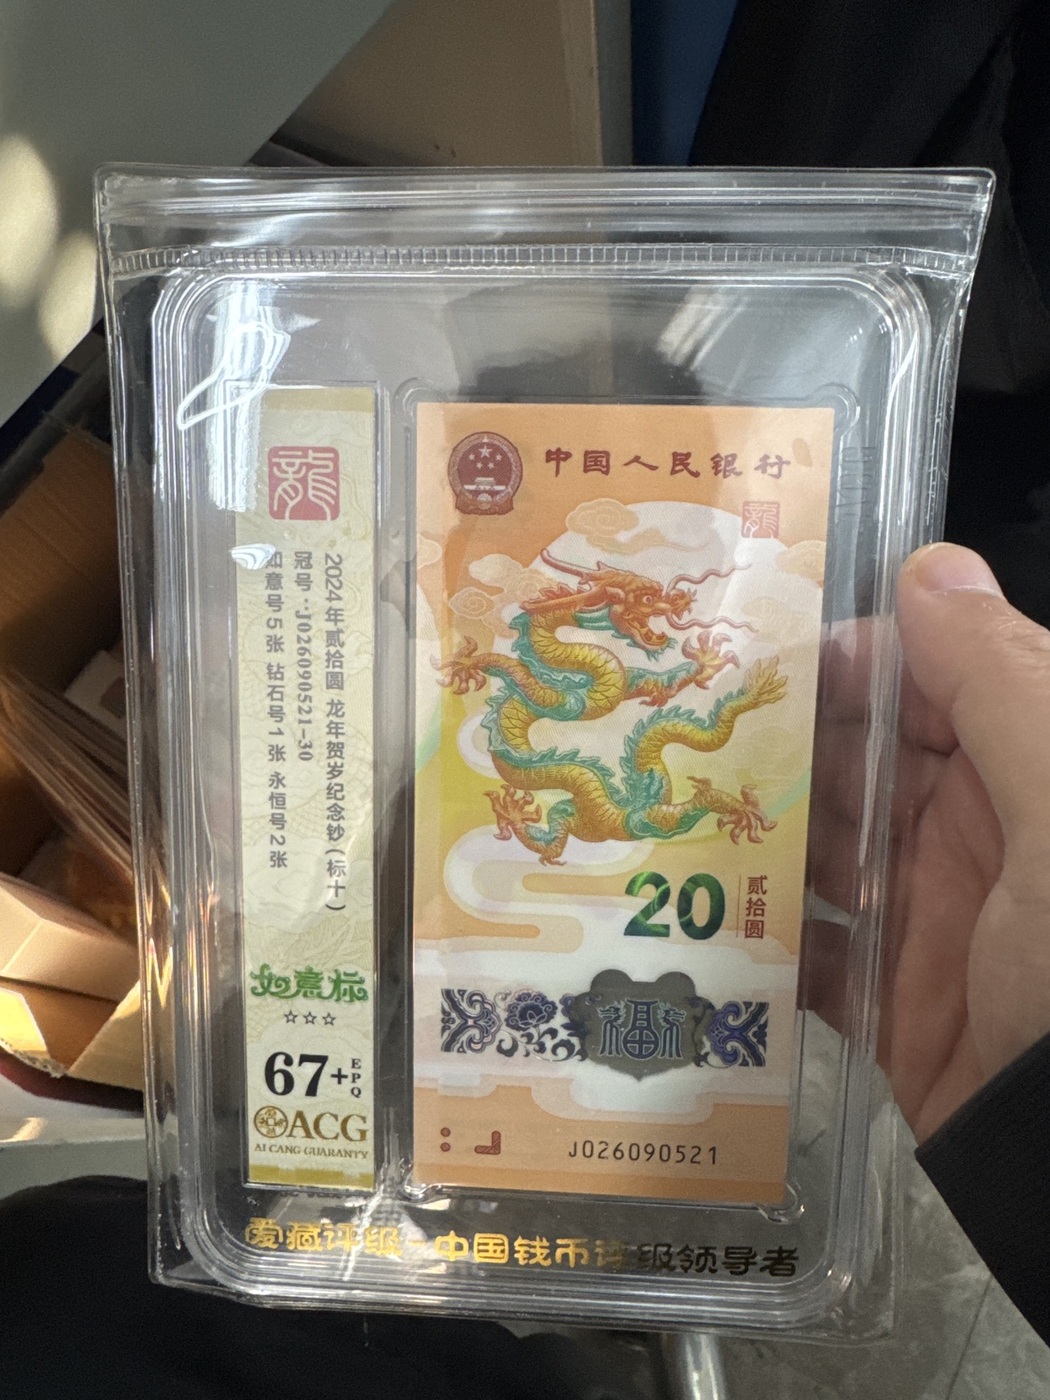 龍
2024年贰拾圆 龙年贺岁纪念钞(标十)
冠号:J026090521-30
如意号5张 钻石号1张 永恒号2张
如意标
☆☆☆
67+EPQ
ACG
AI CANG GUARANTY
中国人民银行
龍
20
贰拾圆
福
J026090521
爱藏评级-中国钱币评级领导者